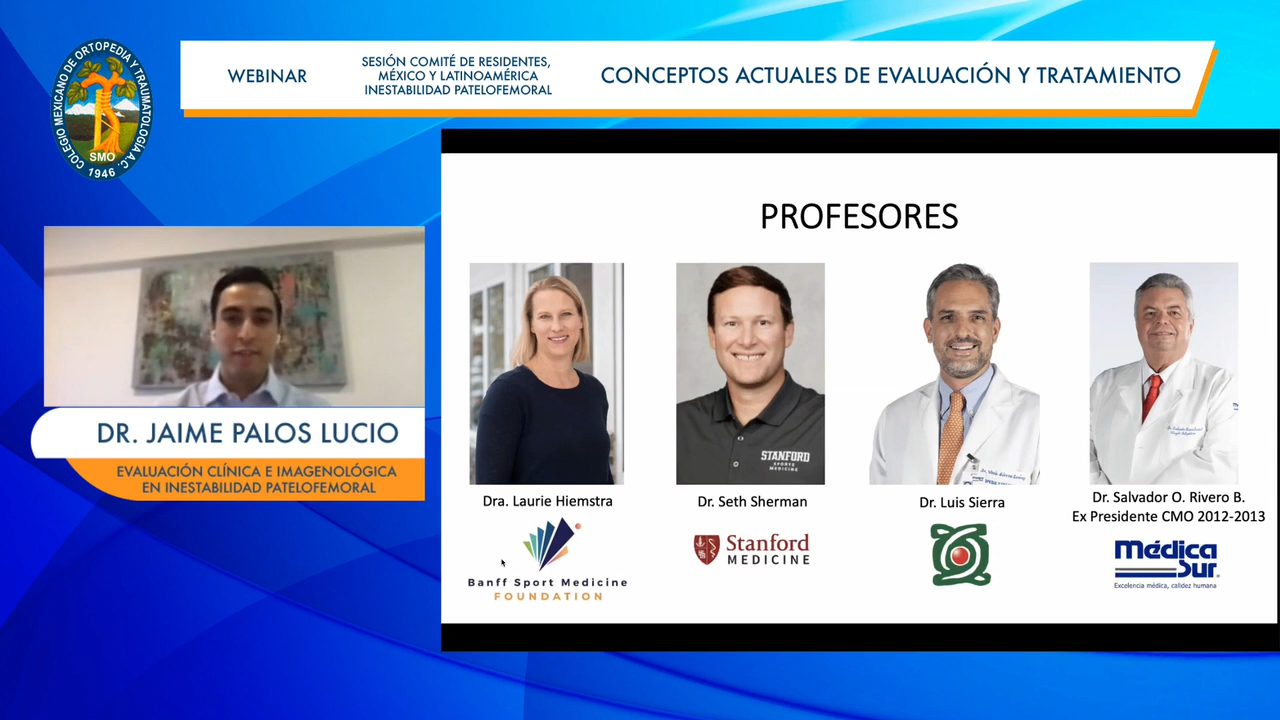 COLEGIO MEXICANO DE ORTOPEDIA Y TRAUMATOLOGÍA A.C.
SMO
1946
WEBINAR
SESIÓN COMITÉ DE RESIDENTES,
MÉXICO Y LATINOAMÉRICA
INESTABILIDAD PATELOFEMORAL
CONCEPTOS ACTUALES DE EVALUACIÓN Y TRATAMIENTO
DR. JAIME PALOS LUCIO
EVALUACIÓN CLÍNICA E IMAGENOLÓGICA
EN INESTABILIDAD PATELOFEMORAL
PROFESORES
STANFORD
SPORTS
MEDICINE
Dra. Laurie Hiemstra
Dr. Seth Sherman
Dr. Luis Sierra
Dr. Salvador O. Rivero B.
Ex Presidente CMO 2012-2013
Banff Sport Medicine
FOUNDATION
Stanford
MEDICINE
Médica
Sur
Excelencia médica, calidez humana